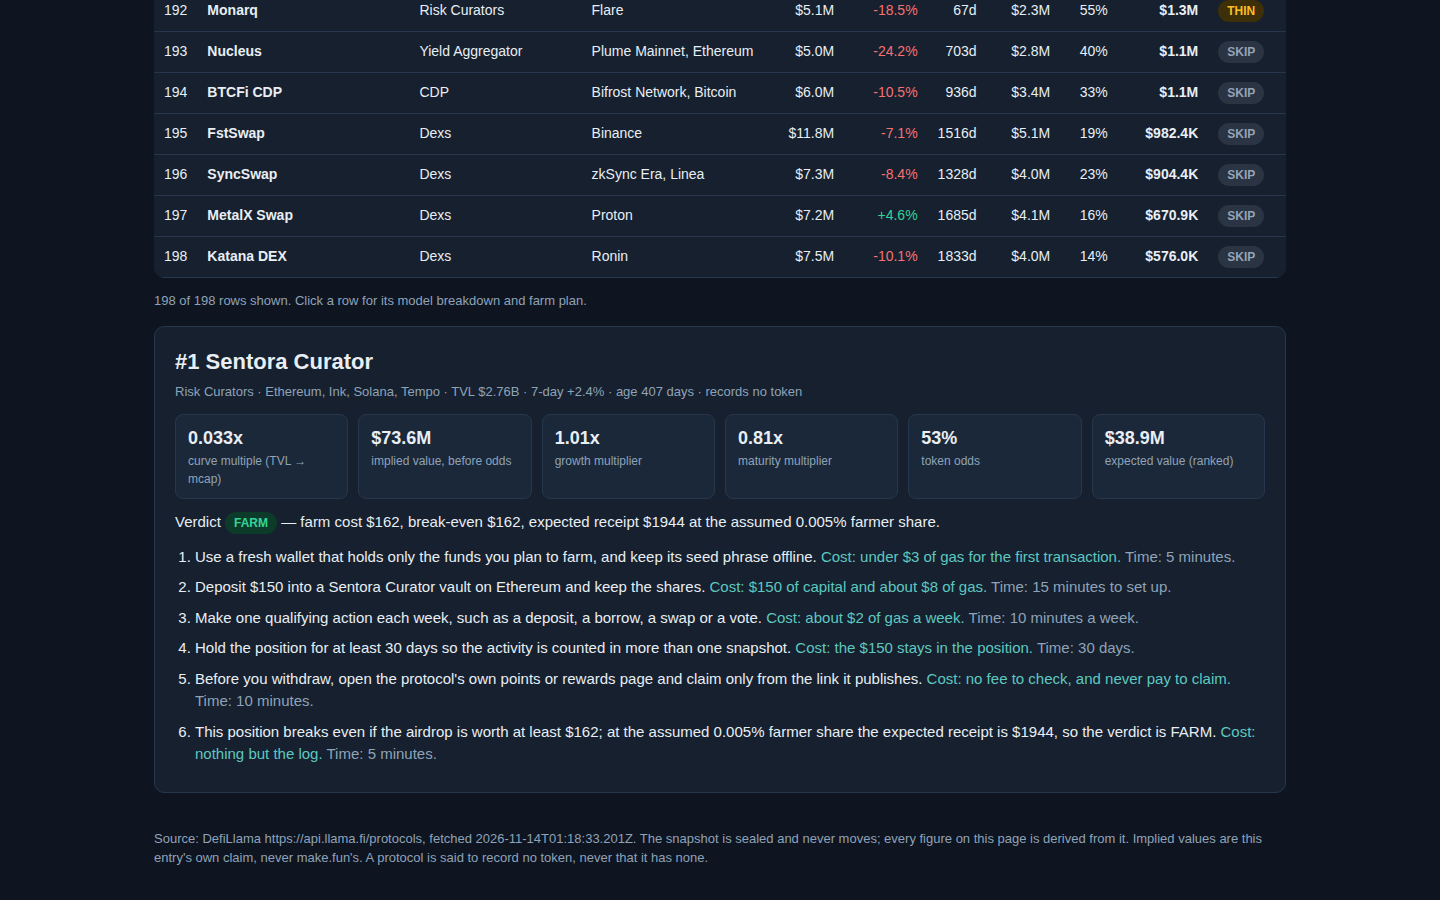 192 Monarq Risk Curators Flare $5.1M -18.5% 67d $2.3M 55% $1.3M THIN
193 Nucleus Yield Aggregator Plume Mainnet, Ethereum $5.0M -24.2% 703d $2.8M 40% $1.1M SKIP
194 BTCFi CDP CDP Bifrost Network, Bitcoin $6.0M -10.5% 936d $3.4M 33% $1.1M SKIP
195 FstSwap Dexs Binance $11.8M -7.1% 1516d $5.1M 19% $982.4K SKIP
196 SyncSwap Dexs zkSync Era, Linea $7.3M -8.4% 1328d $4.0M 23% $904.4K SKIP
197 MetalX Swap Dexs Proton $7.2M +4.6% 1685d $4.1M 16% $670.9K SKIP
198 Katana DEX Dexs Ronin $7.5M -10.1% 1833d $4.0M 14% $576.0K SKIP
198 of 198 rows shown. Click a row for its model breakdown and farm plan.
#1 Sentora Curator
Risk Curators · Ethereum, Ink, Solana, Tempo · TVL $2.76B · 7-day +2.4% · age 407 days · records no token
0.033x $73.6M 1.01x 0.81x 53% $38.9M
curve multiple (TVL → implied value, before odds growth multiplier maturity multiplier token odds expected value (ranked)
mcap)
Verdict FARM — farm cost $162, break-even $162, expected receipt $1944 at the assumed 0.005% farmer share.
1. Use a fresh wallet that holds only the funds you plan to farm, and keep its seed phrase offline. Cost: under $3 of gas for the first transaction. Time: 5 minutes.
2. Deposit $150 into a Sentora Curator vault on Ethereum and keep the shares. Cost: $150 of capital and about $8 of gas. Time: 15 minutes to set up.
3. Make one qualifying action each week, such as a deposit, a borrow, a swap or a vote. Cost: about $2 of gas a week. Time: 10 minutes a week.
4. Hold the position for at least 30 days so the activity is counted in more than one snapshot. Cost: the $150 stays in the position. Time: 30 days.
5. Before you withdraw, open the protocol's own points or rewards page and claim only from the link it publishes. Cost: no fee to check, and never pay to claim.
Time: 10 minutes.
6. This position breaks even if the airdrop is worth at least $162; at the assumed 0.005% farmer share the expected receipt is $1944, so the verdict is FARM. Cost:
nothing but the log. Time: 5 minutes.
Source: DefiLlama https://api.llama.fi/protocols, fetched 2026-11-14T01:18:33.201Z. The snapshot is sealed and never moves; every figure on this page is derived from it. Implied values are this
entry's own claim, never make.fun's. A protocol is said to record no token, never that it has none.